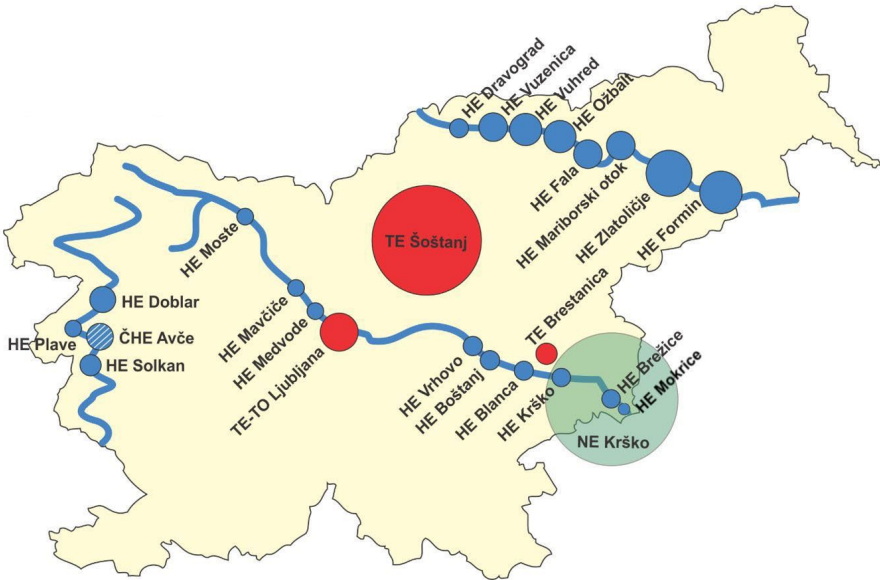 HE Dravograd
HE Vuzenica
HE Vuhred
HE Ožbalt
HE Fala
HE Mariborski otok
HE Zlatoličje
HE Formin
TE Šoštanj
HE Moste
HE Mavčiče
HE Medvode
TE-TO Ljubljana
HE Doblar
HE Plave
ČHE Avče
HE Solkan
TE Brestanica
HE Vrhovo
HE Boštanj
HE Blanca
HE Krško
HE Brežice
HE Mokrice
NE Krško